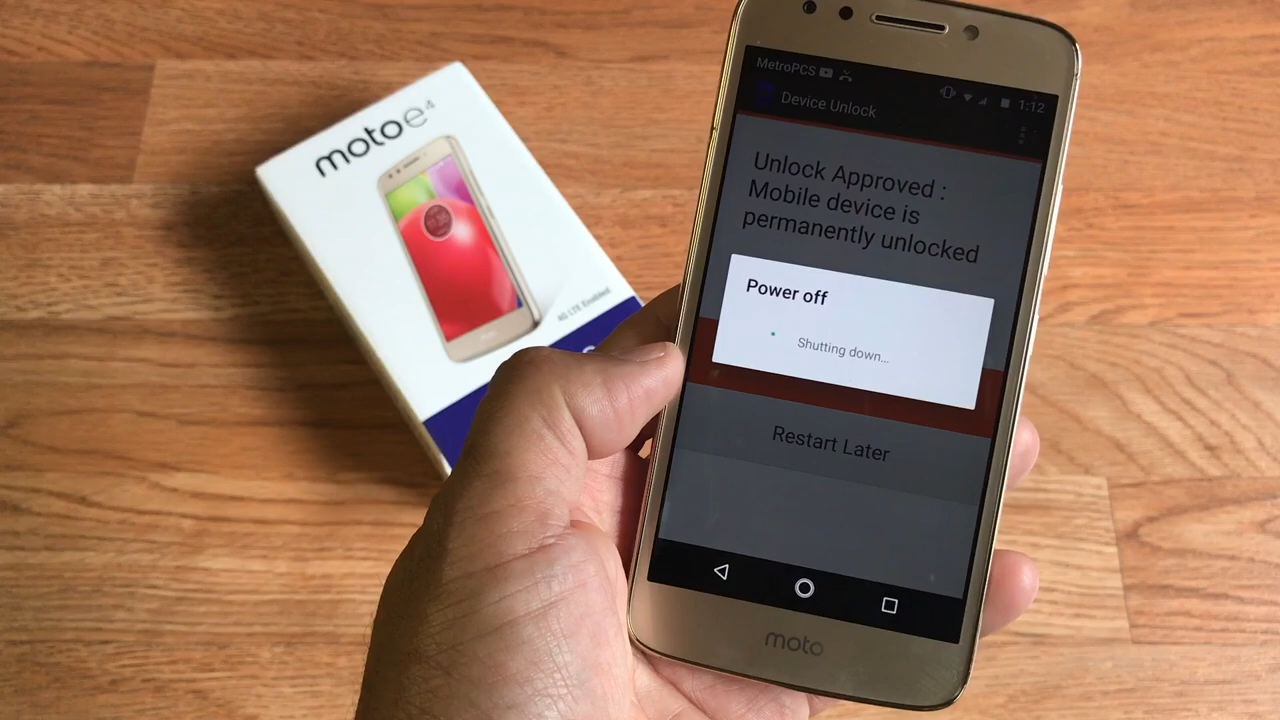 moto e4
4G LTE Enabled
MetroPCS
1:12
Device Unlock
Unlock Approved :
Mobile device is
permanently unlocked
Power off
Shutting down...
Restart Later
moto